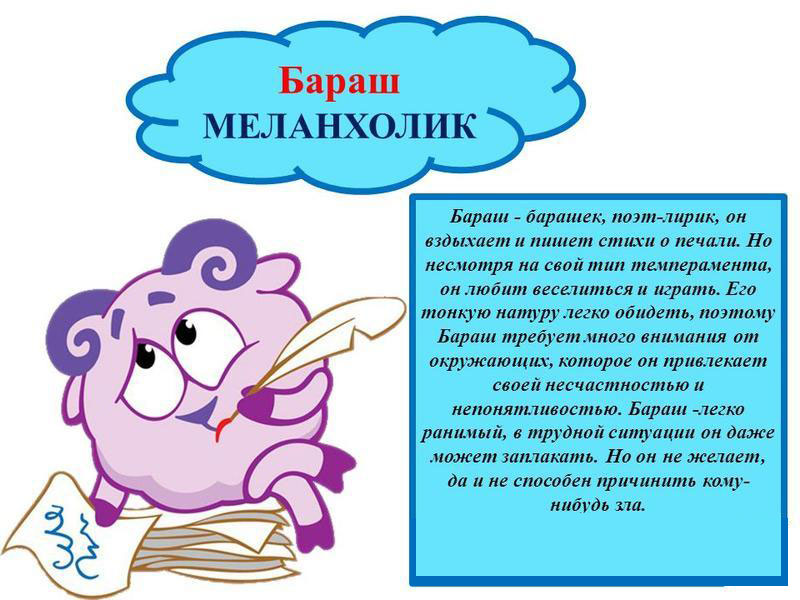 Бараш
МЕЛАНХОЛИК
Бараш - барашек, поэт-лирик, он
вздыхает и пишет стихи о печали. Но
несмотря на свой тип темперамента,
он любит веселиться и играть. Его
тонкую натуру легко обидеть, поэтому
Бараш требует много внимания от
окружающих, которое он привлекает
своей несчастностью и
непонятливостью. Бараш -легко
ранимый, в трудной ситуации он даже
может заплакать. Но он не желает,
да и не способен причинить кому-
нибудь зла.